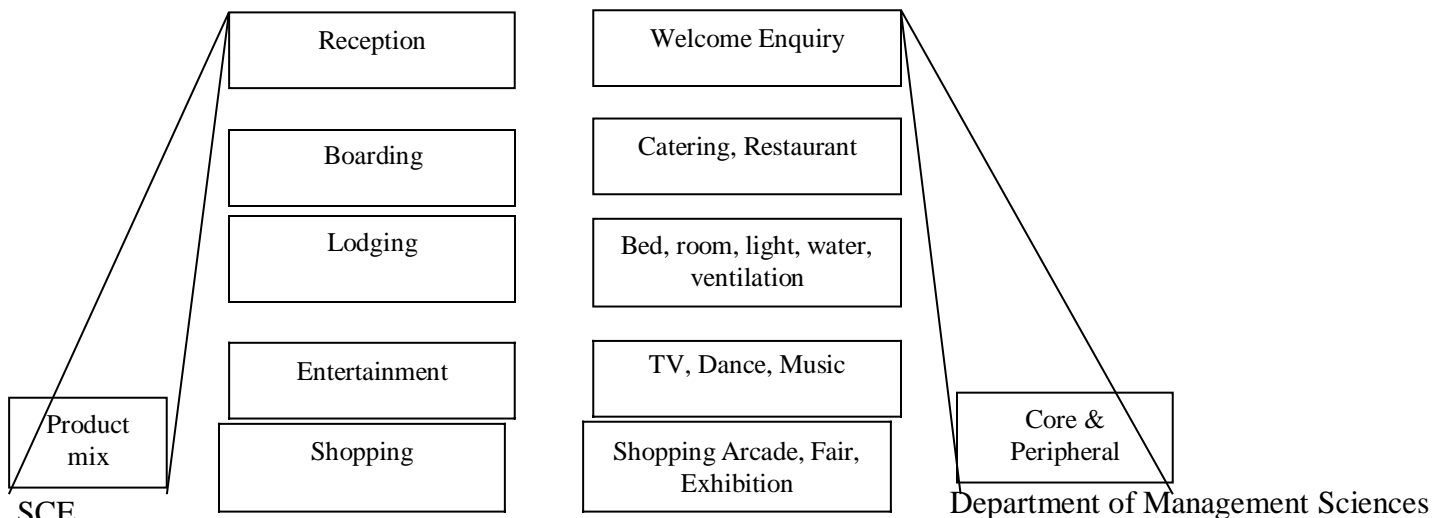 Reception
Welcome Enquiry
Boarding
Catering, Restaurant
Lodging
Bed, room, light, water,
ventilation
Entertainment
TV, Dance, Music
Product
mix
Shopping
Shopping Arcade, Fair,
Exhibition
Core &
Peripheral
SCE
Department of Management Sciences